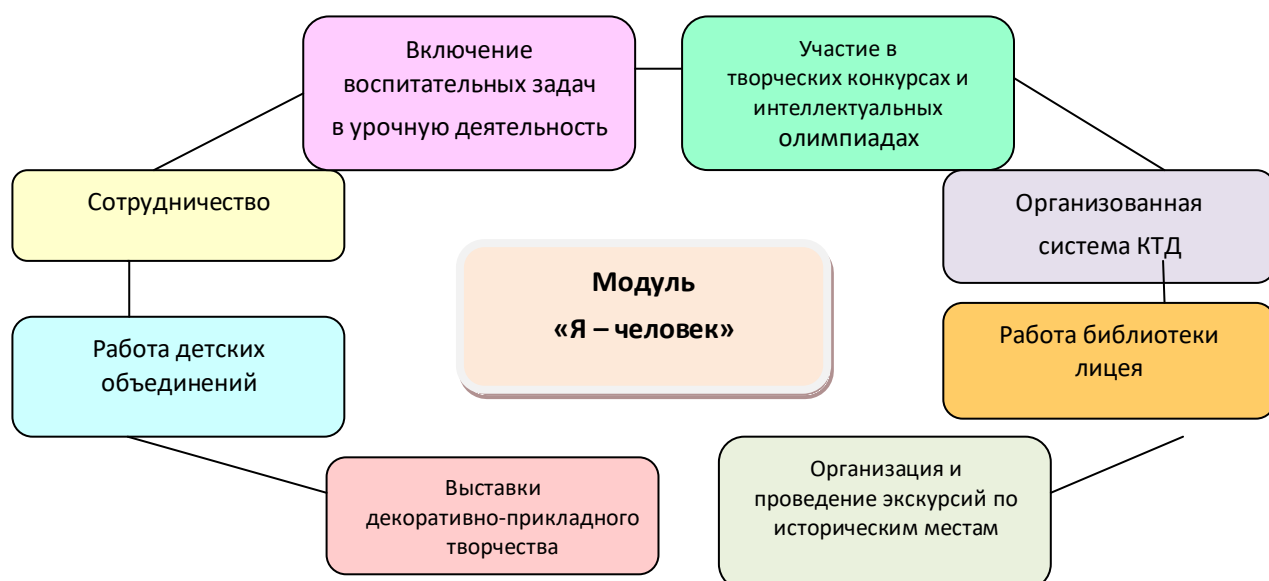 Включение
воспитательных задач
в урочную деятельность
Участие в
творческих конкурсах и
интеллектуальных
олимпиадах
Сотрудничество
Организованная
система КТД
Модуль
«Я – человек»
Работа детских
объединений
Работа библиотеки
лицея
Выставки
декоративно-прикладного
творчества
Организация и
проведение экскурсий по
историческим местам